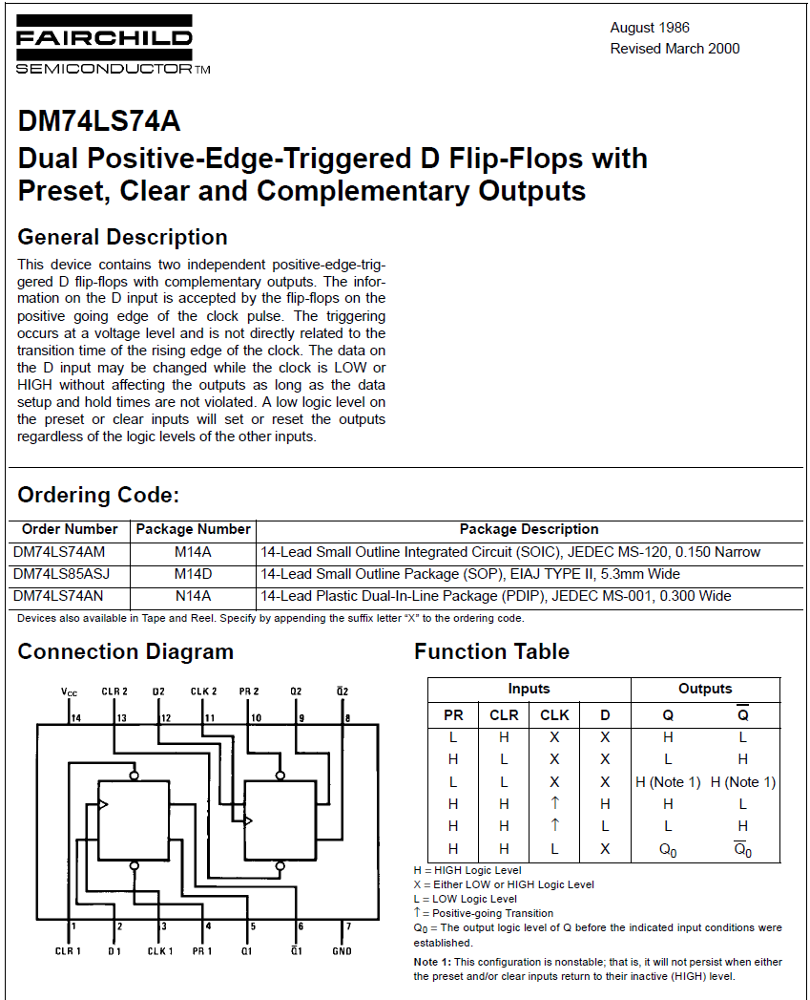 FAIRCHILD
SEMICONDUCTOR™
August 1986
Revised March 2000
DM74LS74A
Dual Positive-Edge-Triggered D Flip-Flops with
Preset, Clear and Complementary Outputs
General Description
This device contains two independent positive-edge-trig-
gered D flip-flops with complementary outputs. The infor-
mation on the D input is accepted by the flip-flops on the
positive going edge of the clock pulse. The triggering
occurs at a voltage level and is not directly related to the
transition time of the rising edge of the clock. The data on
the D input may be changed while the clock is LOW or
HIGH without affecting the outputs as long as the data
setup and hold times are not violated. A low logic level on
the preset or clear inputs will set or reset the outputs
regardless of the logic levels of the other inputs.
Ordering Code:
Order Number Package Number Package Description
DM74LS74AM M14A 14-Lead Small Outline Integrated Circuit (SOIC), JEDEC MS-120, 0.150 Narrow
DM74LS85ASJ M14D 14-Lead Small Outline Package (SOP), EIAJ TYPE II, 5.3mm Wide
DM74LS74AN N14A 14-Lead Plastic Dual-In-Line Package (PDIP), JEDEC MS-001, 0.300 Wide
Devices also available in Tape and Reel. Specify by appending the suffix letter “X” to the ordering code.
Connection Diagram
VCC CLR 2 D2 CLK 2 PR 2 Q2 Q̅2
14 13 12 11 10 9 8
1 2 3 4 5 6 7
CLR 1 D1 CLK 1 PR 1 Q1 Q̅1 GND
Function Table
Inputs Outputs
PR CLR CLK D Q Q̅
L H X X H L
H L X X L H
L L X X H (Note 1) H (Note 1)
H H ↑ H H L
H H ↑ L L H
H H L X Q0 Q̅0
H = HIGH Logic Level
X = Either LOW or HIGH Logic Level
L = LOW Logic Level
↑ = Positive-going Transition
Q0 = The output logic level of Q before the indicated input conditions were
established.
Note 1: This configuration is nonstable; that is, it will not persist when either
the preset and/or clear inputs return to their inactive (HIGH) level.